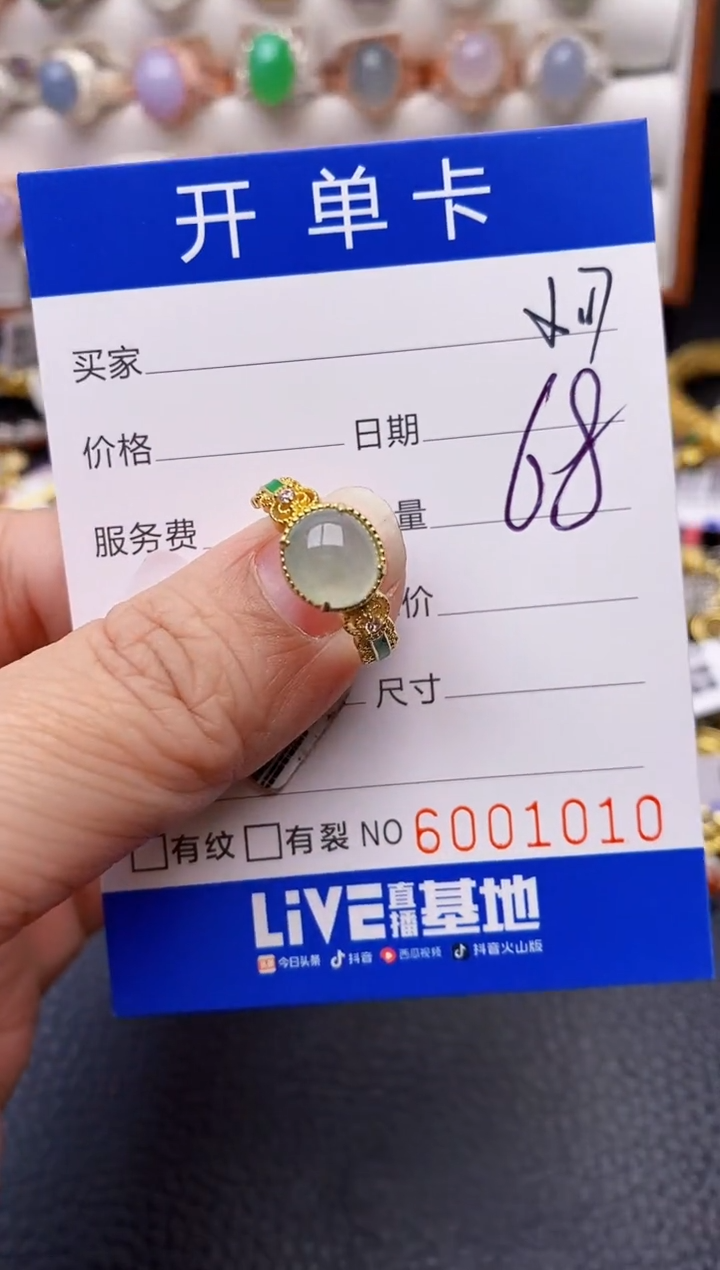 开单卡
买家
价格 日期
68
服务费 量
价
尺寸
有纹 有裂 NO 6001010
LiVE直播基地
今日头条 抖音 西瓜视频 抖音火山版